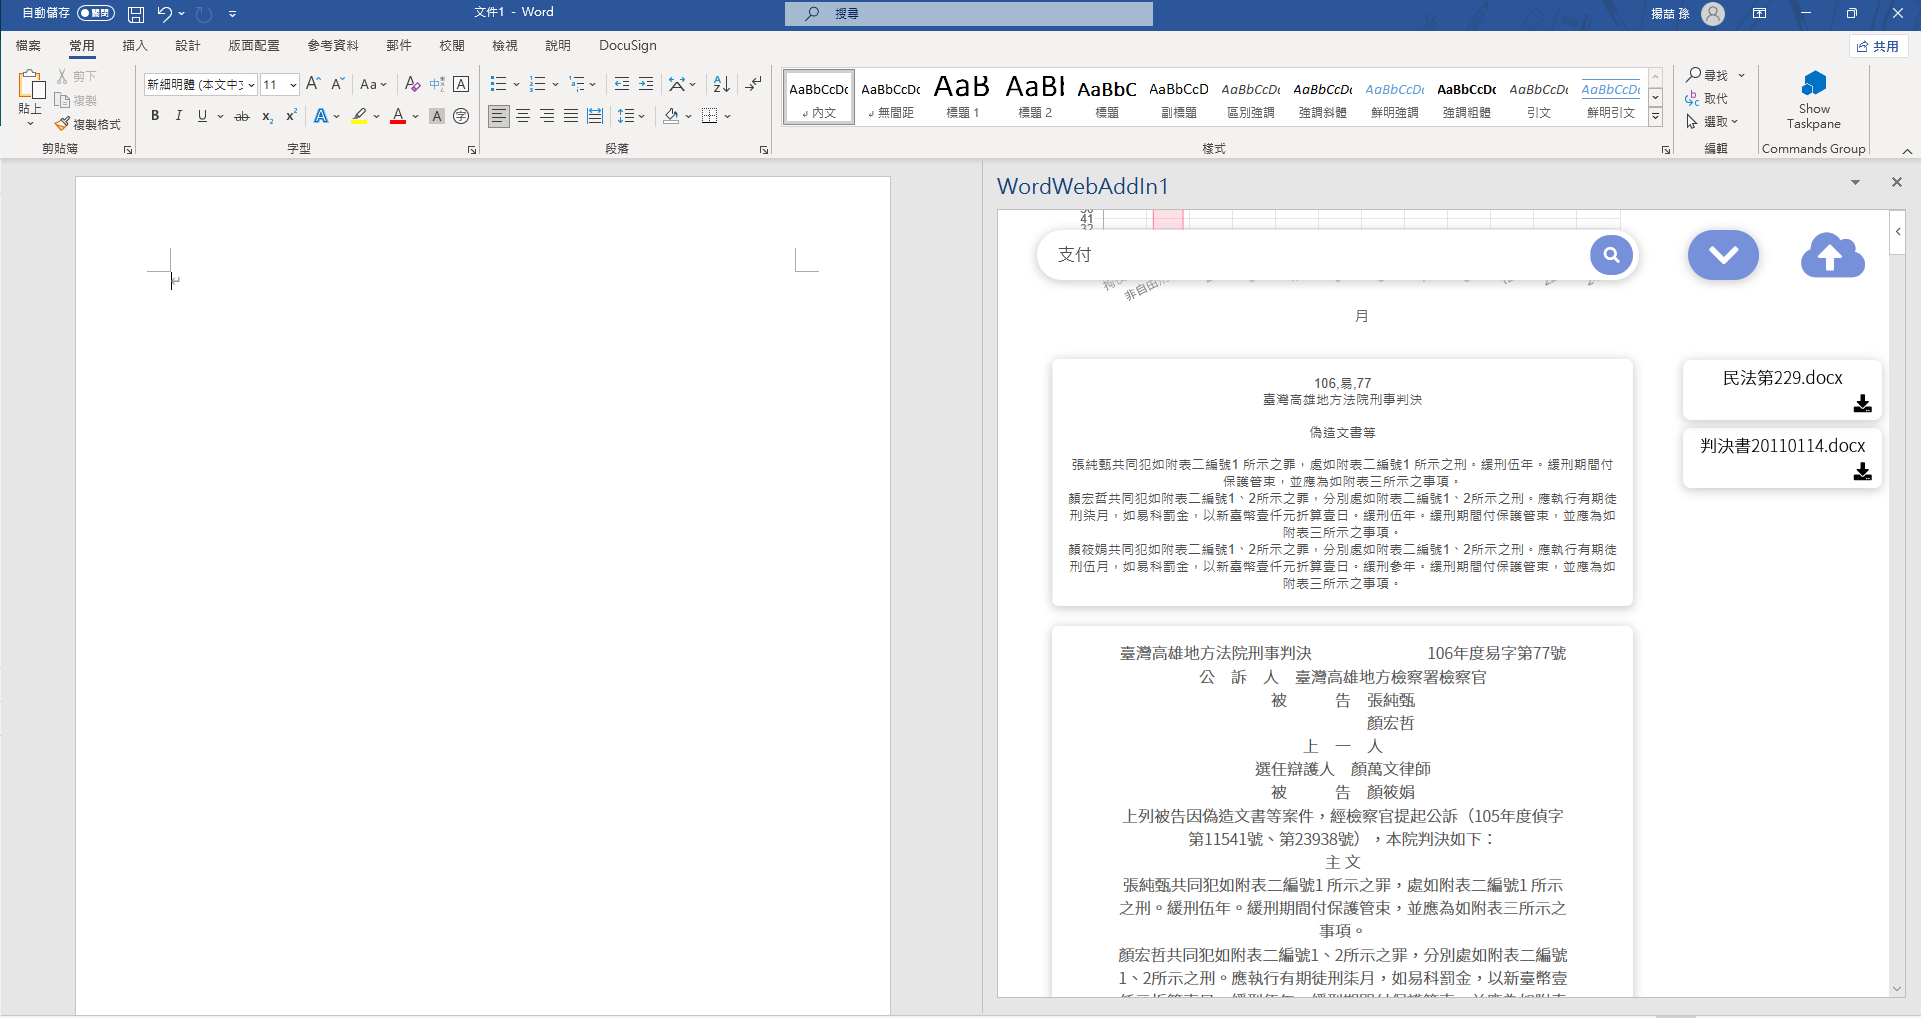 自動儲存 關閉 文件1 - Word 搜尋 揚喆 孫
檔案 常用 插入 設計 版面配置 參考資料 郵件 校閱 檢視 說明 DocuSign 共用
貼上
剪下
複製
複製格式
剪貼簿
新細明體 (本文中 11 Aa
B I U ab x₂ x² A A A 字
字型
段落
AaBbCcDc AaBbCcDc AaB AaBb AaBbC AaBbCcD AaBbCcDc AaBbCcDc AaBbCcDc AaBbCcDc AaBbCcDc AaBbCcDc
內文 無間距 標題 1 標題 2 標題 副標題 區別強調 強調斜體 鮮明強調 強調粗體 引文 鮮明引文
樣式
尋找
取代
選取
編輯
Show
Taskpane
Commands Group
WordWebAddIn1
41
32
支付
非自由
月
106,易,77
臺灣高雄地方法院刑事判決
偽造文書等
張純甄共同犯如附表二編號1 所示之罪，處如附表二編號1 所示之刑。緩刑伍年。緩刑期間付
保護管束，並應為如附表三所示之事項。
顏宏哲共同犯如附表二編號1、2所示之罪，分別處如附表二編號1、2所示之刑。應執行有期徒
刑柒月，如易科罰金，以新臺幣壹仟元折算壹日。緩刑伍年。緩刑期間付保護管束，並應為如
附表三所示之事項。
顏筱娟共同犯如附表二編號1、2所示之罪，分別處如附表二編號1、2所示之刑。應執行有期徒
刑伍月，如易科罰金，以新臺幣壹仟元折算壹日。緩刑參年。緩刑期間付保護管束，並應為如
附表三所示之事項。
民法第229.docx
判決書20110114.docx
臺灣高雄地方法院刑事判決 106年度易字第77號
公 訴 人 臺灣高雄地方檢察署檢察官
被 告 張純甄
顏宏哲
上 一 人
選任辯護人 顏萬文律師
被 告 顏筱娟
上列被告因偽造文書等案件，經檢察官提起公訴（105年度偵字
第11541號、第23938號），本院判決如下：
主 文
張純甄共同犯如附表二編號1 所示之罪，處如附表二編號1 所示
之刑。緩刑伍年。緩刑期間付保護管束，並應為如附表三所示之
事項。
顏宏哲共同犯如附表二編號1、2所示之罪，分別處如附表二編號
1、2所示之刑。應執行有期徒刑柒月，如易科罰金，以新臺幣壹
仟元折算壹日。緩刑伍年。緩刑期間付保護管束，並應為如附表